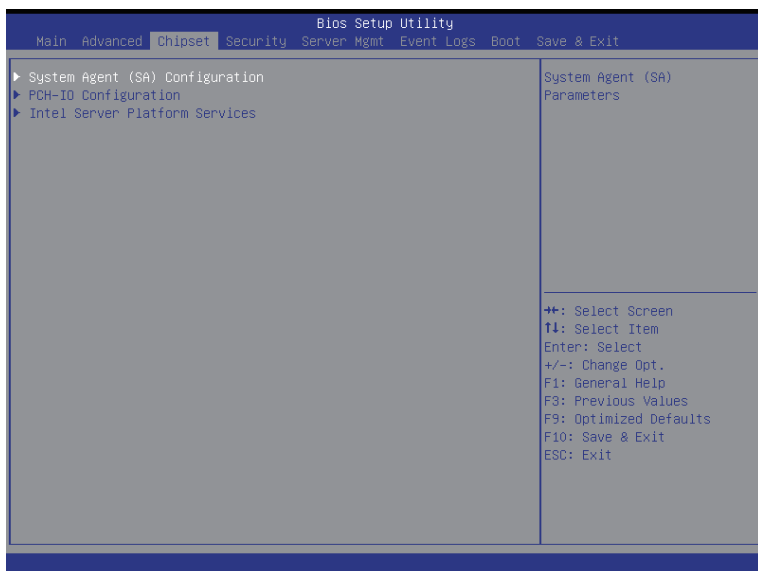 Bios Setup Utility
Main Advanced Chipset Security Server Mgmt Event Logs Boot Save & Exit
▶ System Agent (SA) Configuration
▶ PCH-IO Configuration
▶ Intel Server Platform Services
System Agent (SA)
Parameters
→←: Select Screen
↑↓: Select Item
Enter: Select
+/-: Change Opt.
F1: General Help
F3: Previous Values
F9: Optimized Defaults
F10: Save & Exit
ESC: Exit